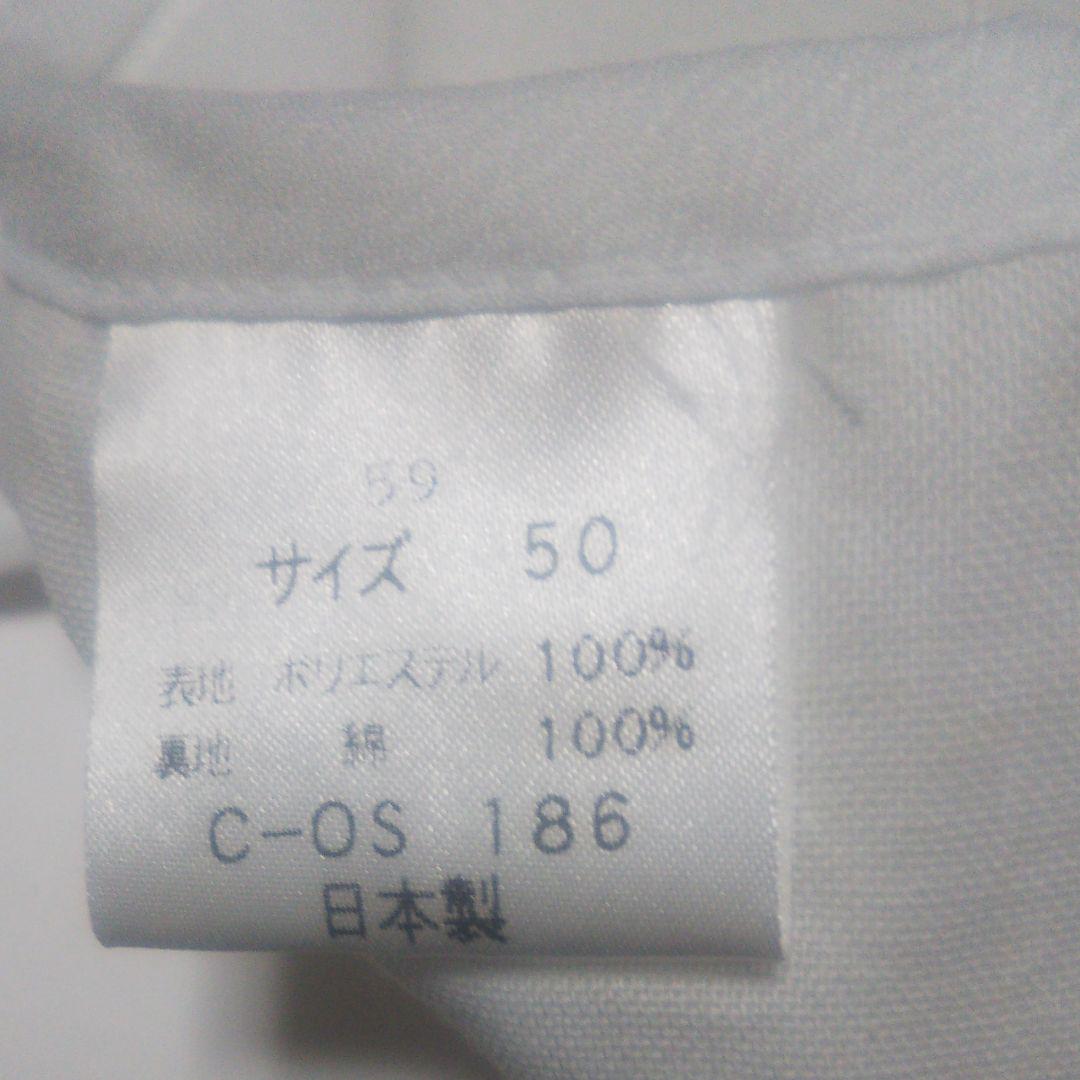 59
サイズ 50
表地 ポリエステル 100%
裏地 綿 100%
C-OS 186
日本製